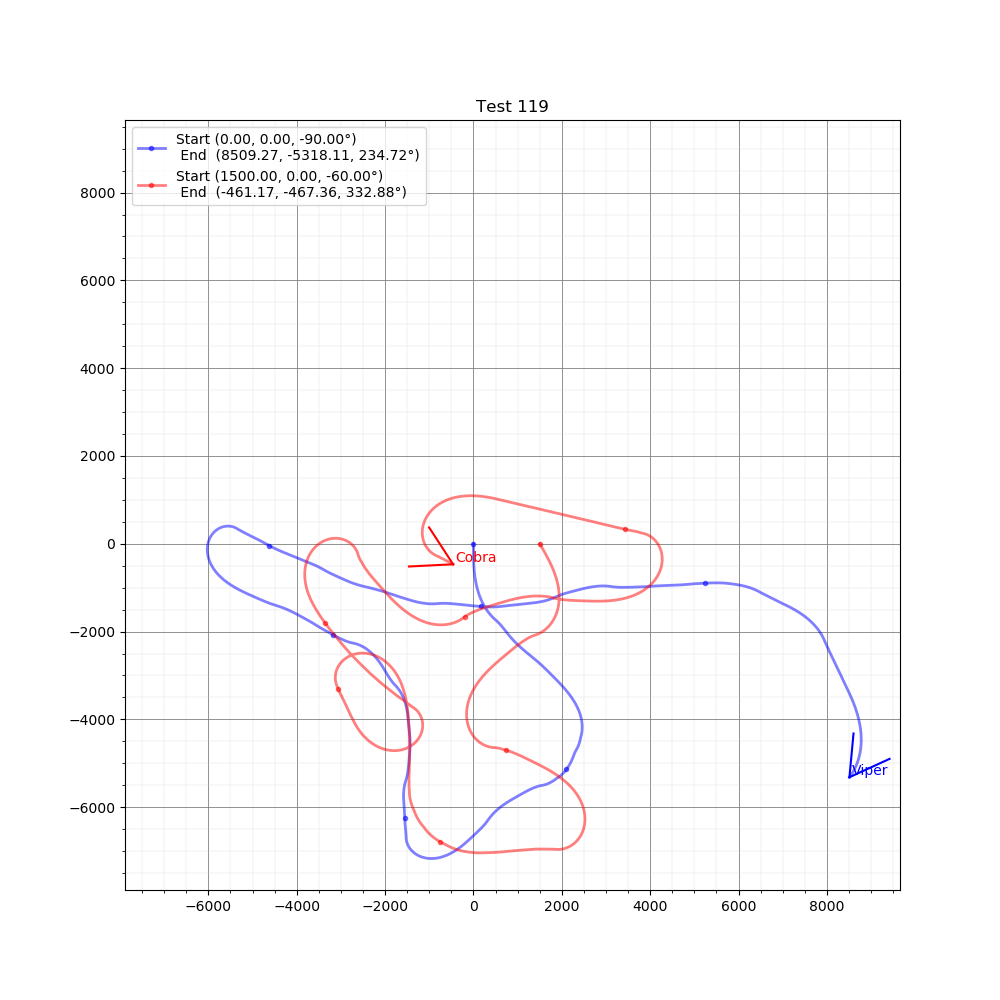 Test 119
Start (0.00, 0.00, -90.00°)
End  (8509.27, -5318.11, 234.72°)
Start (1500.00, 0.00, -60.00°)
End  (-461.17, -467.36, 332.88°)
8000
6000
4000
2000
0
−2000
−4000
−6000
Cobra
Viper
−6000 −4000 −2000 0 2000 4000 6000 8000